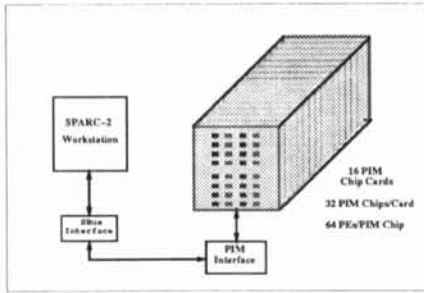 SPARC-2
Workstation
SBus
Interface
PIM
Interface
16 PIM
Chip Cards
32 PIM Chips/Card
64 PEs/PIM Chip